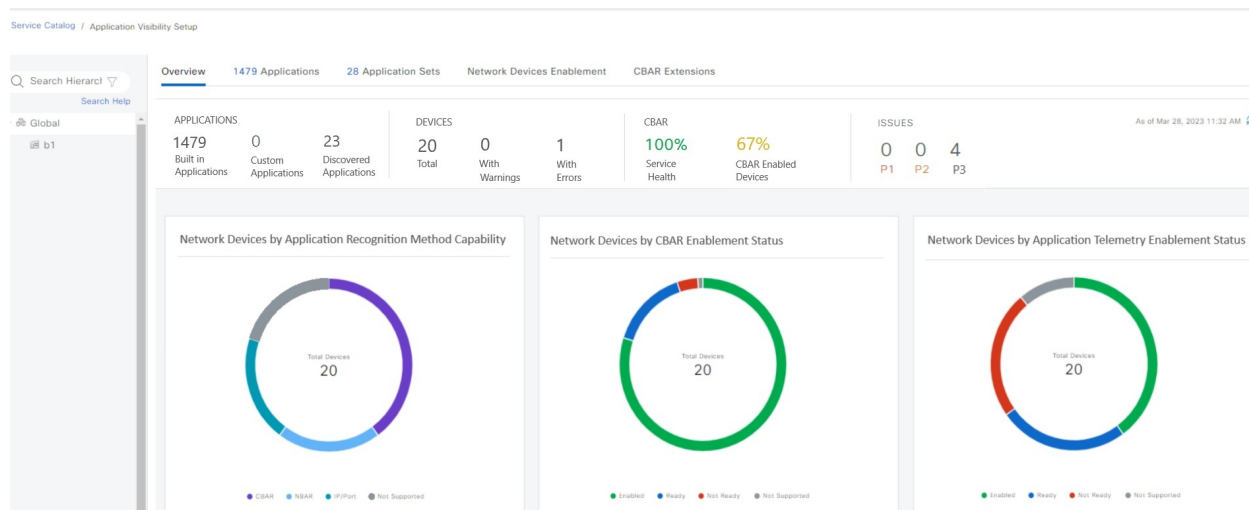 Service Catalog / Application Visibility Setup
Search Hierarcl
Search Help
Global
b1
Overview 1479 Applications 28 Application Sets Network Devices Enablement CBAR Extensions
APPLICATIONS
1479 0 23
Built in Applications Custom Applications Discovered Applications
DEVICES
20 0 1
Total With Warnings With Errors
CBAR
100% 67%
Service Health CBAR Enabled Devices
ISSUES
0 0 4
P1 P2 P3
As of Mar 28, 2023 11:32 AM
Network Devices by Application Recognition Method Capability
Total Devices
20
CBAR NBAR IP/Port Not Supported
Network Devices by CBAR Enablement Status
Total Devices
20
Enabled Ready Not Ready Not Supported
Network Devices by Application Telemetry Enablement Status
Total Devices
20
Enabled Ready Not Ready Not Supported